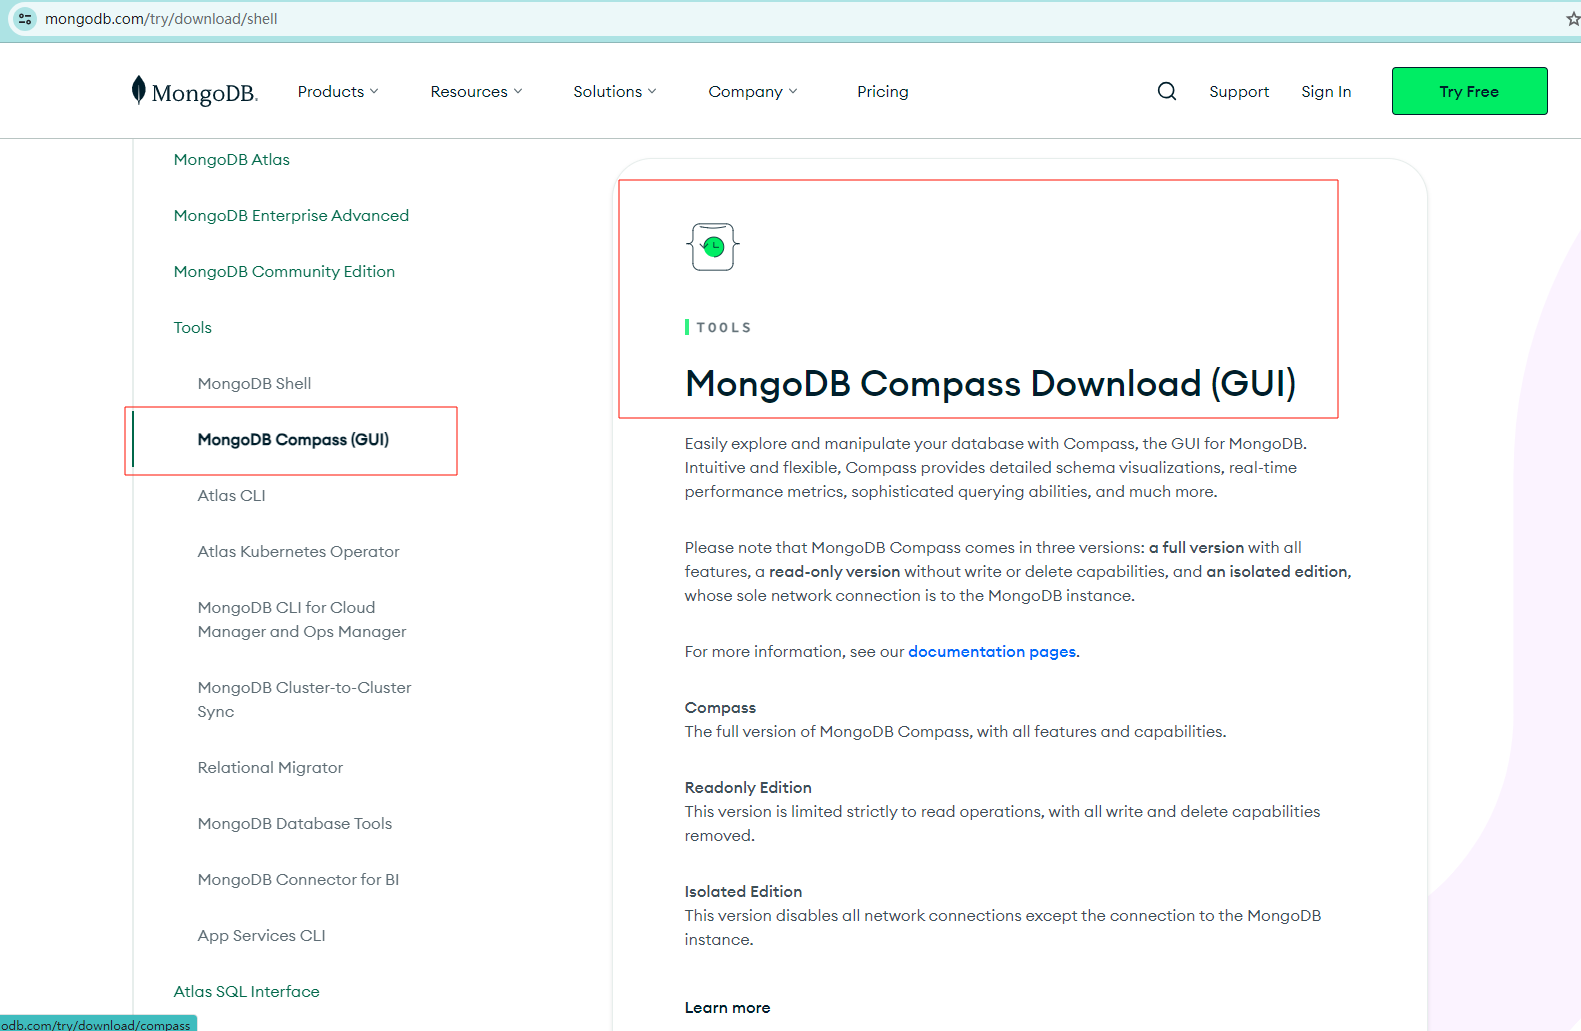 mongodb.com/try/download/shell
MongoDB.
Products
Resources
Solutions
Company
Pricing
Support
Sign In
Try Free
MongoDB Atlas
MongoDB Enterprise Advanced
MongoDB Community Edition
Tools
MongoDB Shell
MongoDB Compass (GUI)
Atlas CLI
Atlas Kubernetes Operator
MongoDB CLI for Cloud
Manager and Ops Manager
MongoDB Cluster-to-Cluster
Sync
Relational Migrator
MongoDB Database Tools
MongoDB Connector for BI
App Services CLI
Atlas SQL Interface
TOOLS
MongoDB Compass Download (GUI)
Easily explore and manipulate your database with Compass, the GUI for MongoDB.
Intuitive and flexible, Compass provides detailed schema visualizations, real-time
performance metrics, sophisticated querying abilities, and much more.
Please note that MongoDB Compass comes in three versions: a full version with all
features, a read-only version without write or delete capabilities, and an isolated edition,
whose sole network connection is to the MongoDB instance.
For more information, see our documentation pages.
Compass
The full version of MongoDB Compass, with all features and capabilities.
Readonly Edition
This version is limited strictly to read operations, with all write and delete capabilities
removed.
Isolated Edition
This version disables all network connections except the connection to the MongoDB
instance.
Learn more
odb.com/try/download/compass